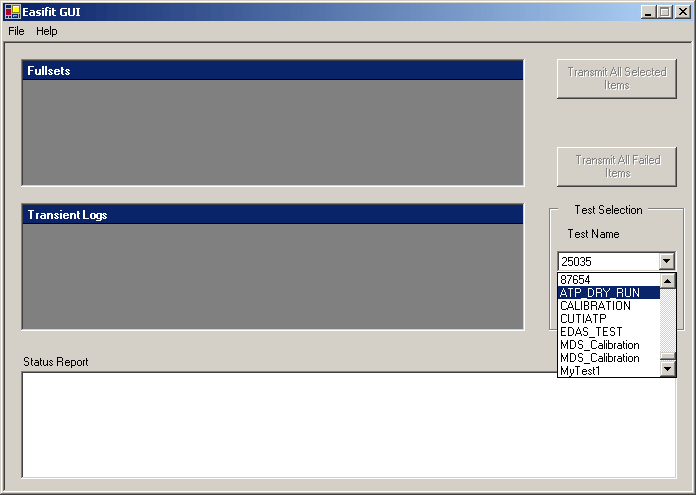 Easifit GUI
File Help
Fullsets
Transmit All Selected
Items
Transmit All Failed
Items
Transient Logs
Test Selection
Test Name
25035
87654
ATP_DRY_RUN
CALIBRATION
CUTIATP
EDAS_TEST
MDS_Calibration
MDS_Calibration
MyTest1
Status Report